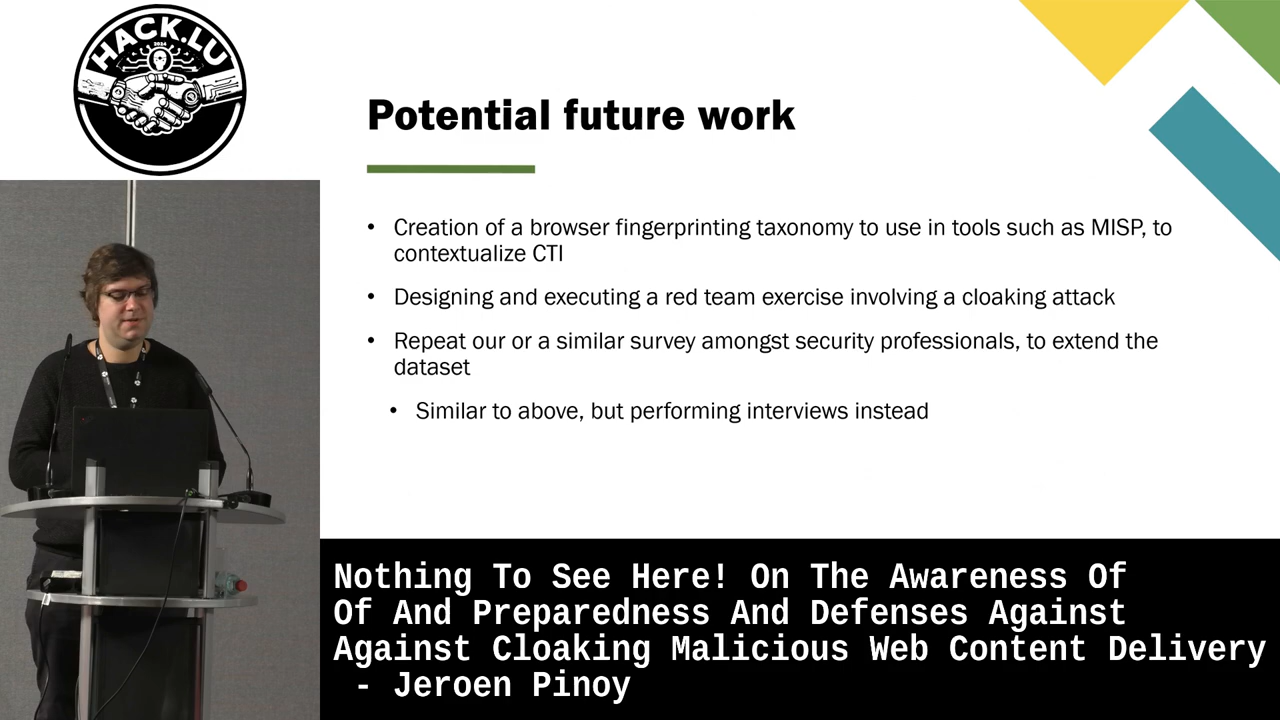 HACK.LU
2024
Potential future work
• Creation of a browser fingerprinting taxonomy to use in tools such as MISP, to
contextualize CTI
• Designing and executing a red team exercise involving a cloaking attack
• Repeat our or a similar survey amongst security professionals, to extend the
dataset
• Similar to above, but performing interviews instead
Nothing To See Here! On The Awareness Of
Of And Preparedness And Defenses Against
Against Cloaking Malicious Web Content Delivery
- Jeroen Pinoy